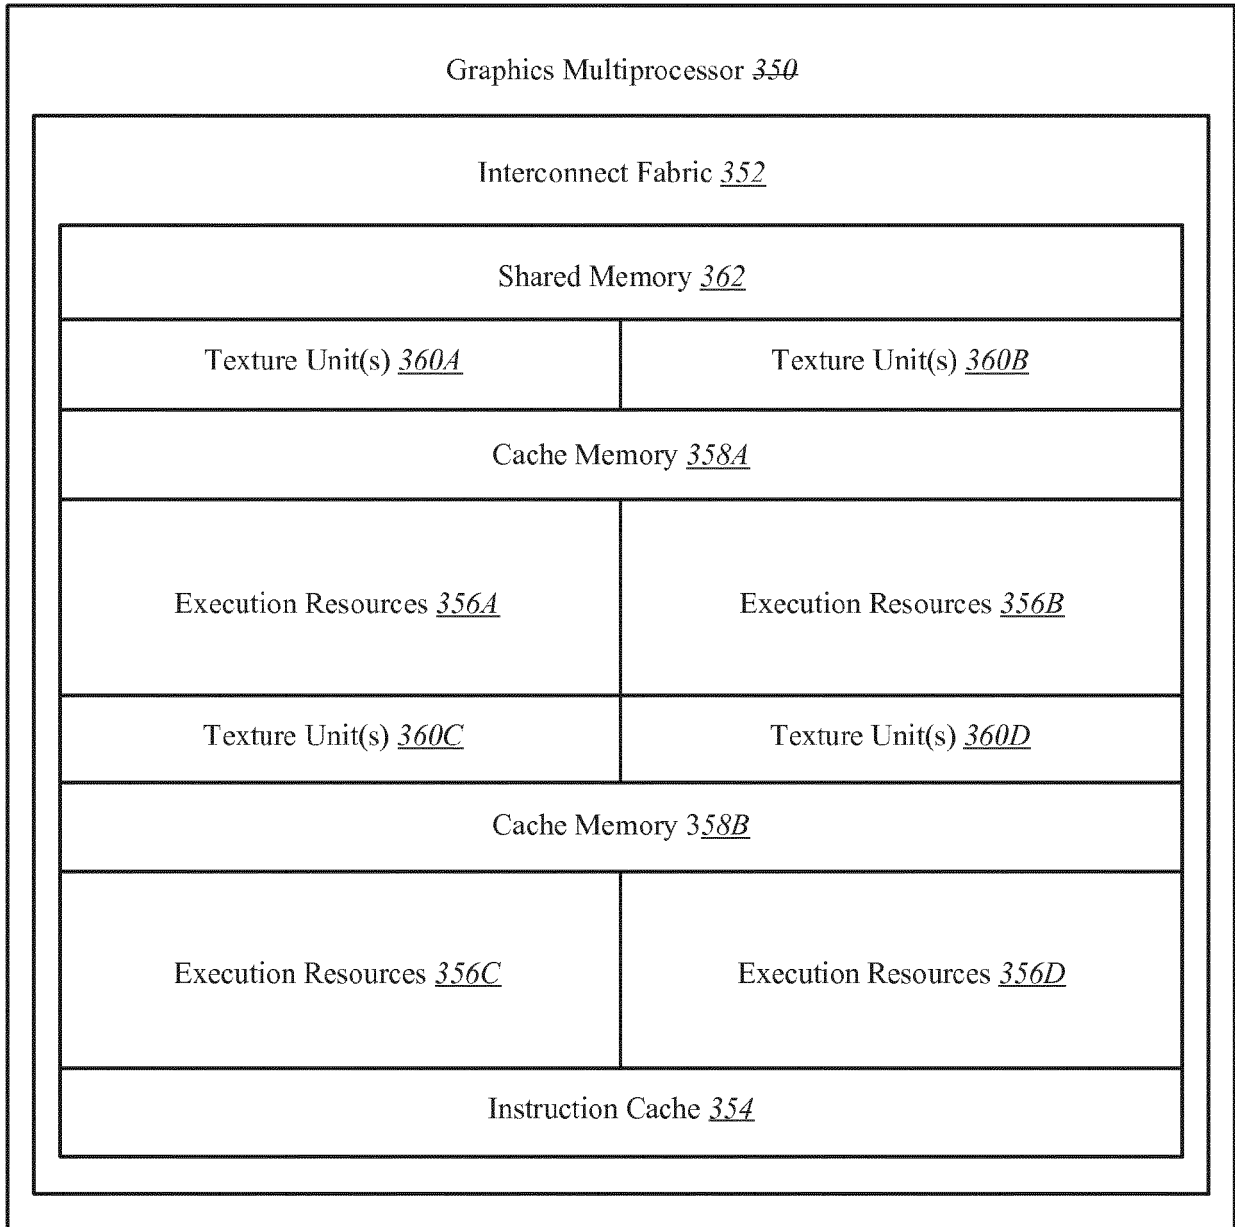 Graphics Multiprocessor 350
Interconnect Fabric 352
Shared Memory 362
Texture Unit(s) 360A
Texture Unit(s) 360B
Cache Memory 358A
Execution Resources 356A
Execution Resources 356B
Texture Unit(s) 360C
Texture Unit(s) 360D
Cache Memory 358B
Execution Resources 356C
Execution Resources 356D
Instruction Cache 354